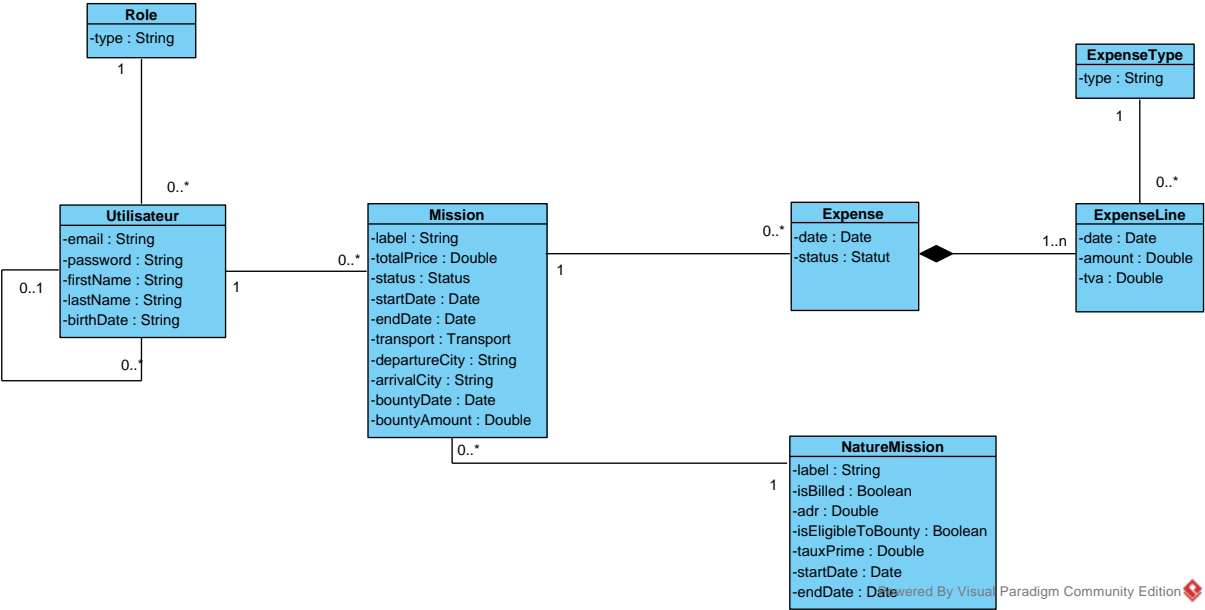 Role
-type : String
1
0..*
Utilisateur
-email : String
-password : String
-firstName : String
-lastName : String
-birthDate : String
0..1
0..*
1
0..*
Mission
-label : String
-totalPrice : Double
-status : Status
-startDate : Date
-endDate : Date
-transport : Transport
-departureCity : String
-arrivalCity : String
-bountyDate : Date
-bountyAmount : Double
1
0..*
Expense
-date : Date
-status : Statut
1..n
ExpenseType
-type : String
1
0..*
ExpenseLine
-date : Date
-amount : Double
-tva : Double
0..*
1
NatureMission
-label : String
-isBilled : Boolean
-adr : Double
-isEligibleToBounty : Boolean
-tauxPrime : Double
-startDate : Date
-endDate : Date
Powered By Visual Paradigm Community Edition